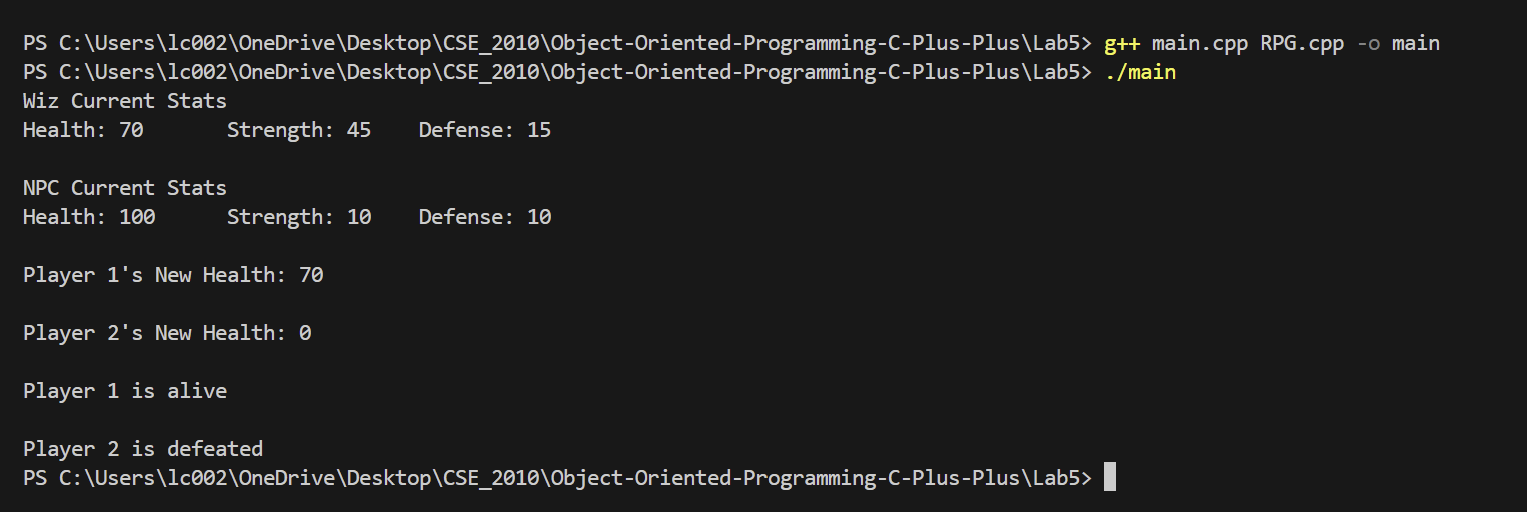 PS C:\Users\lc002\OneDrive\Desktop\CSE_2010\Object-Oriented-Programming-C-Plus-Plus\Lab5> g++ main.cpp RPG.cpp -o main
PS C:\Users\lc002\OneDrive\Desktop\CSE_2010\Object-Oriented-Programming-C-Plus-Plus\Lab5> ./main
Wiz Current Stats
Health: 70       Strength: 45    Defense: 15
NPC Current Stats
Health: 100      Strength: 10    Defense: 10
Player 1's New Health: 70
Player 2's New Health: 0
Player 1 is alive
Player 2 is defeated
PS C:\Users\lc002\OneDrive\Desktop\CSE_2010\Object-Oriented-Programming-C-Plus-Plus\Lab5>